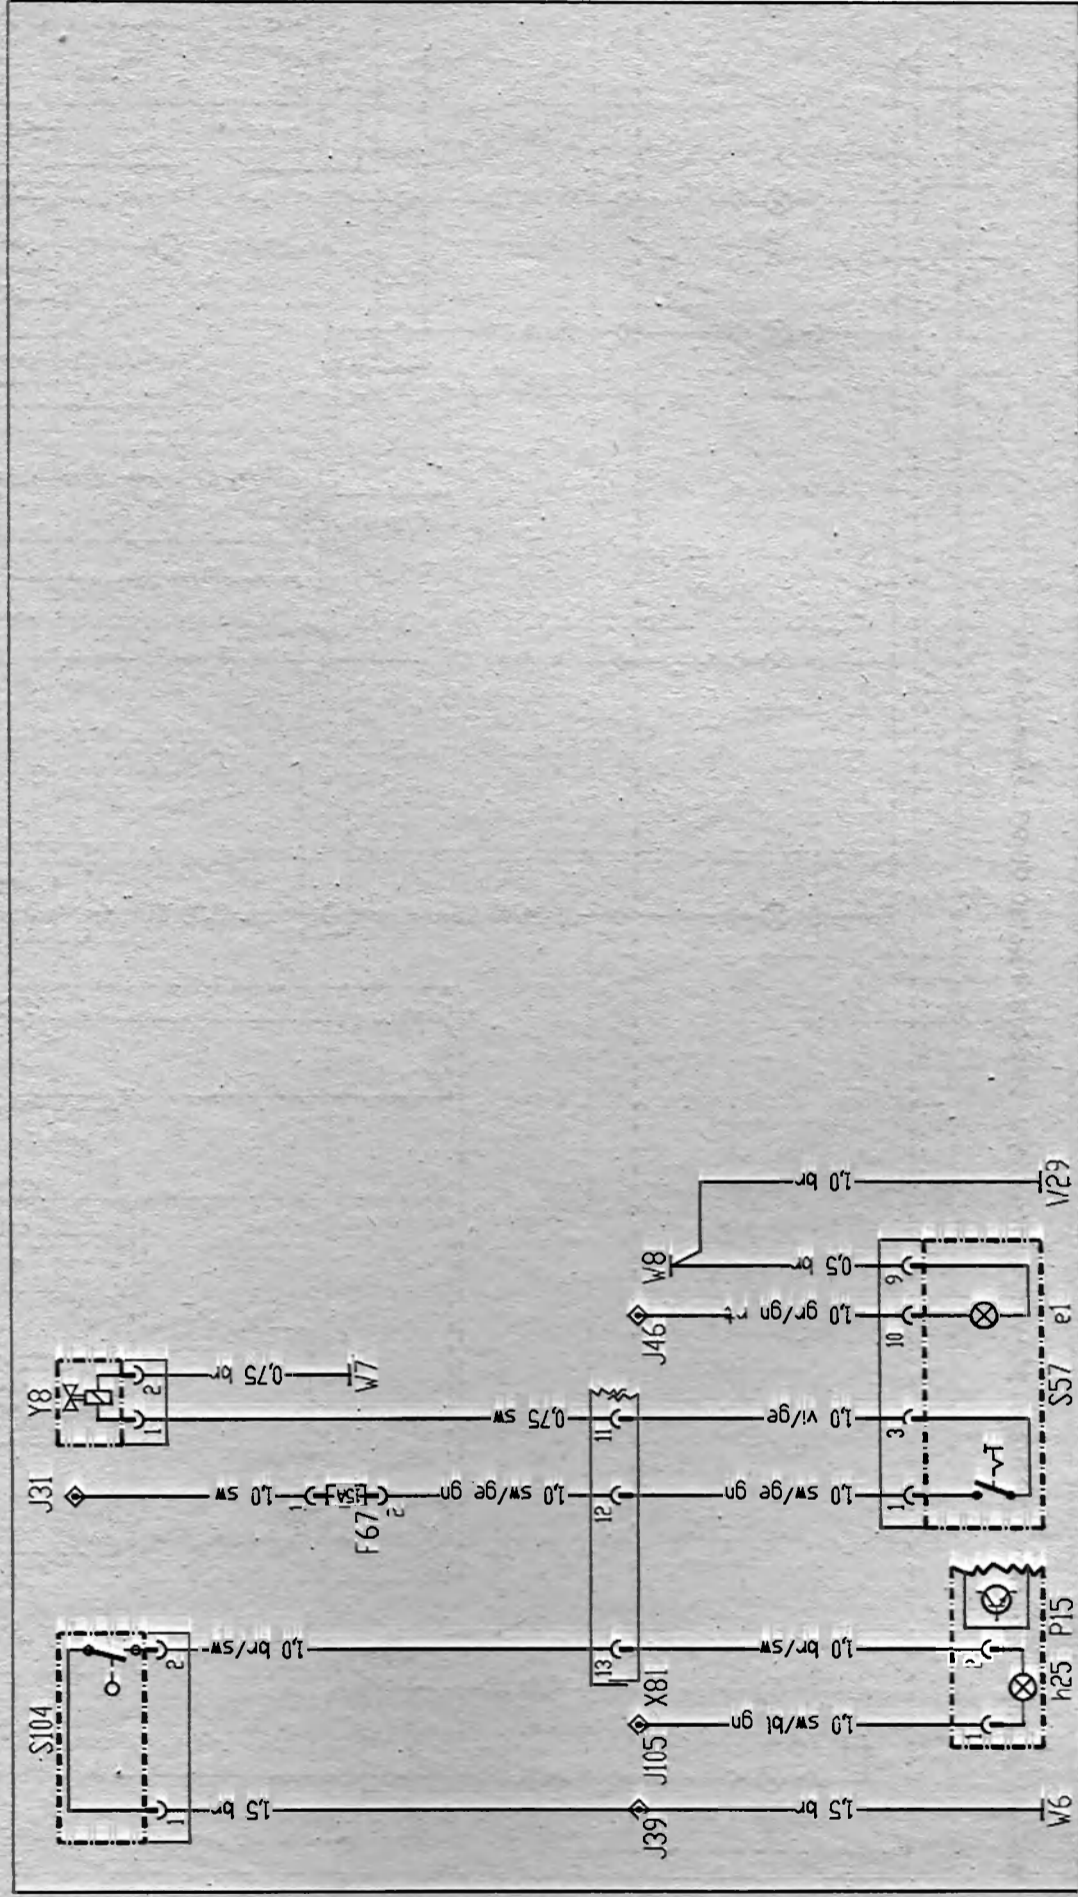 S104
1
2
1,5 br
1,0 br/sw
J31
1,0 sw
1
15A
2
F67
1,0 sw/ge gn
Y8
1
2
0,75 sw
0,75 br
W7
13
12
11
X81
J39
J105
J46
W8
1,5 br
1,0 sw/bl gn
1,0 br/sw
1,0 sw/ge gn
1,0 vi/ge
1,0 gr/gn rt
0,5 br
1,0 br
1
1
3
10
9
W6
h25
P15
S57
e1